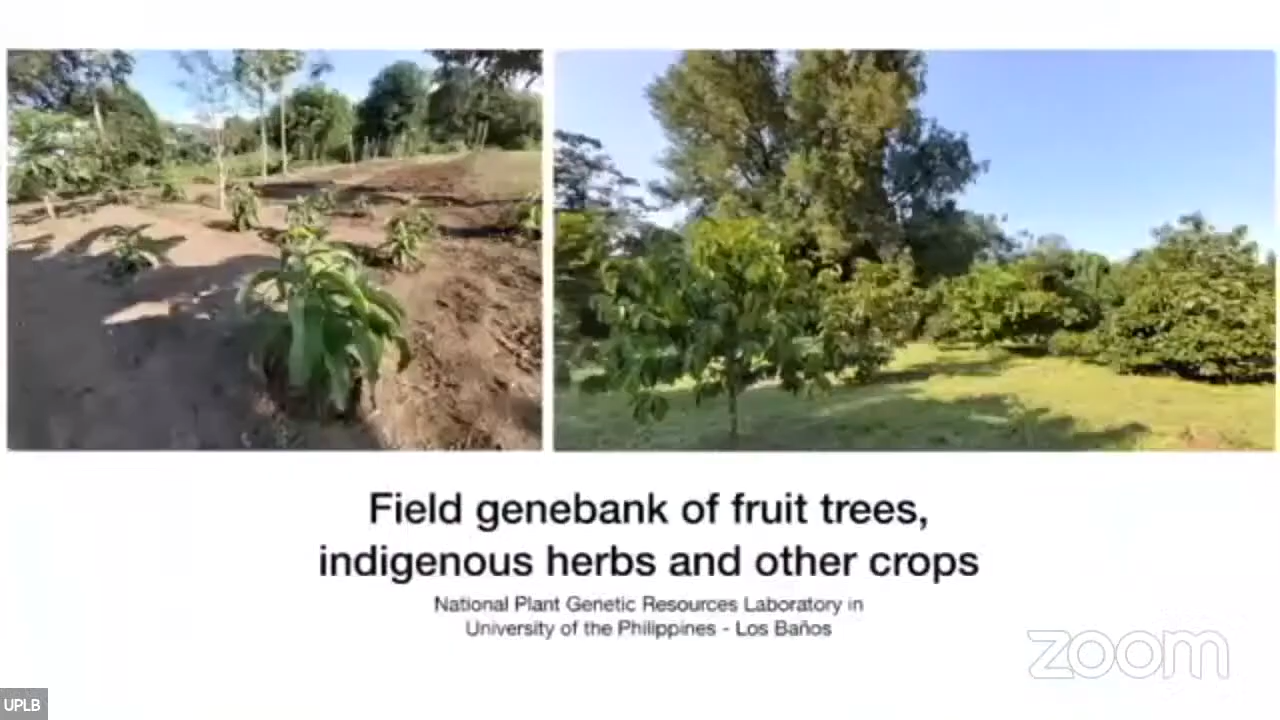 Field genebank of fruit trees,
indigenous herbs and other crops
National Plant Genetic Resources Laboratory in
University of the Philippines - Los Baños
zoom
UPLB